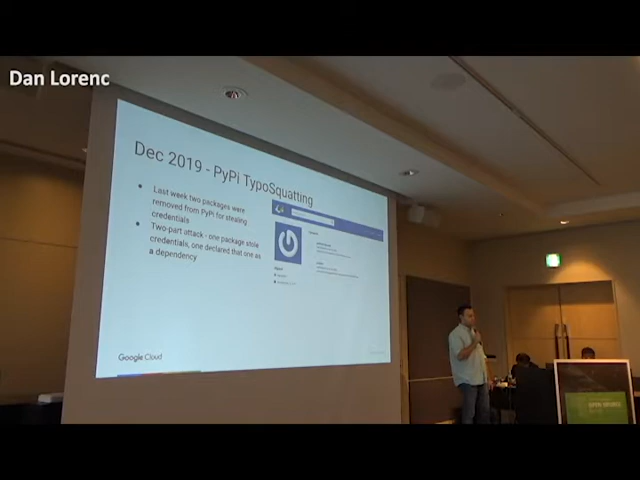 Dan Lorenc
Dec 2019 - PyPi TypoSquatting
Last week two packages were
removed from PyPi for stealing
credentials
Two-part attack - one package stole
credentials, one declared that one as
a dependency
Google Cloud